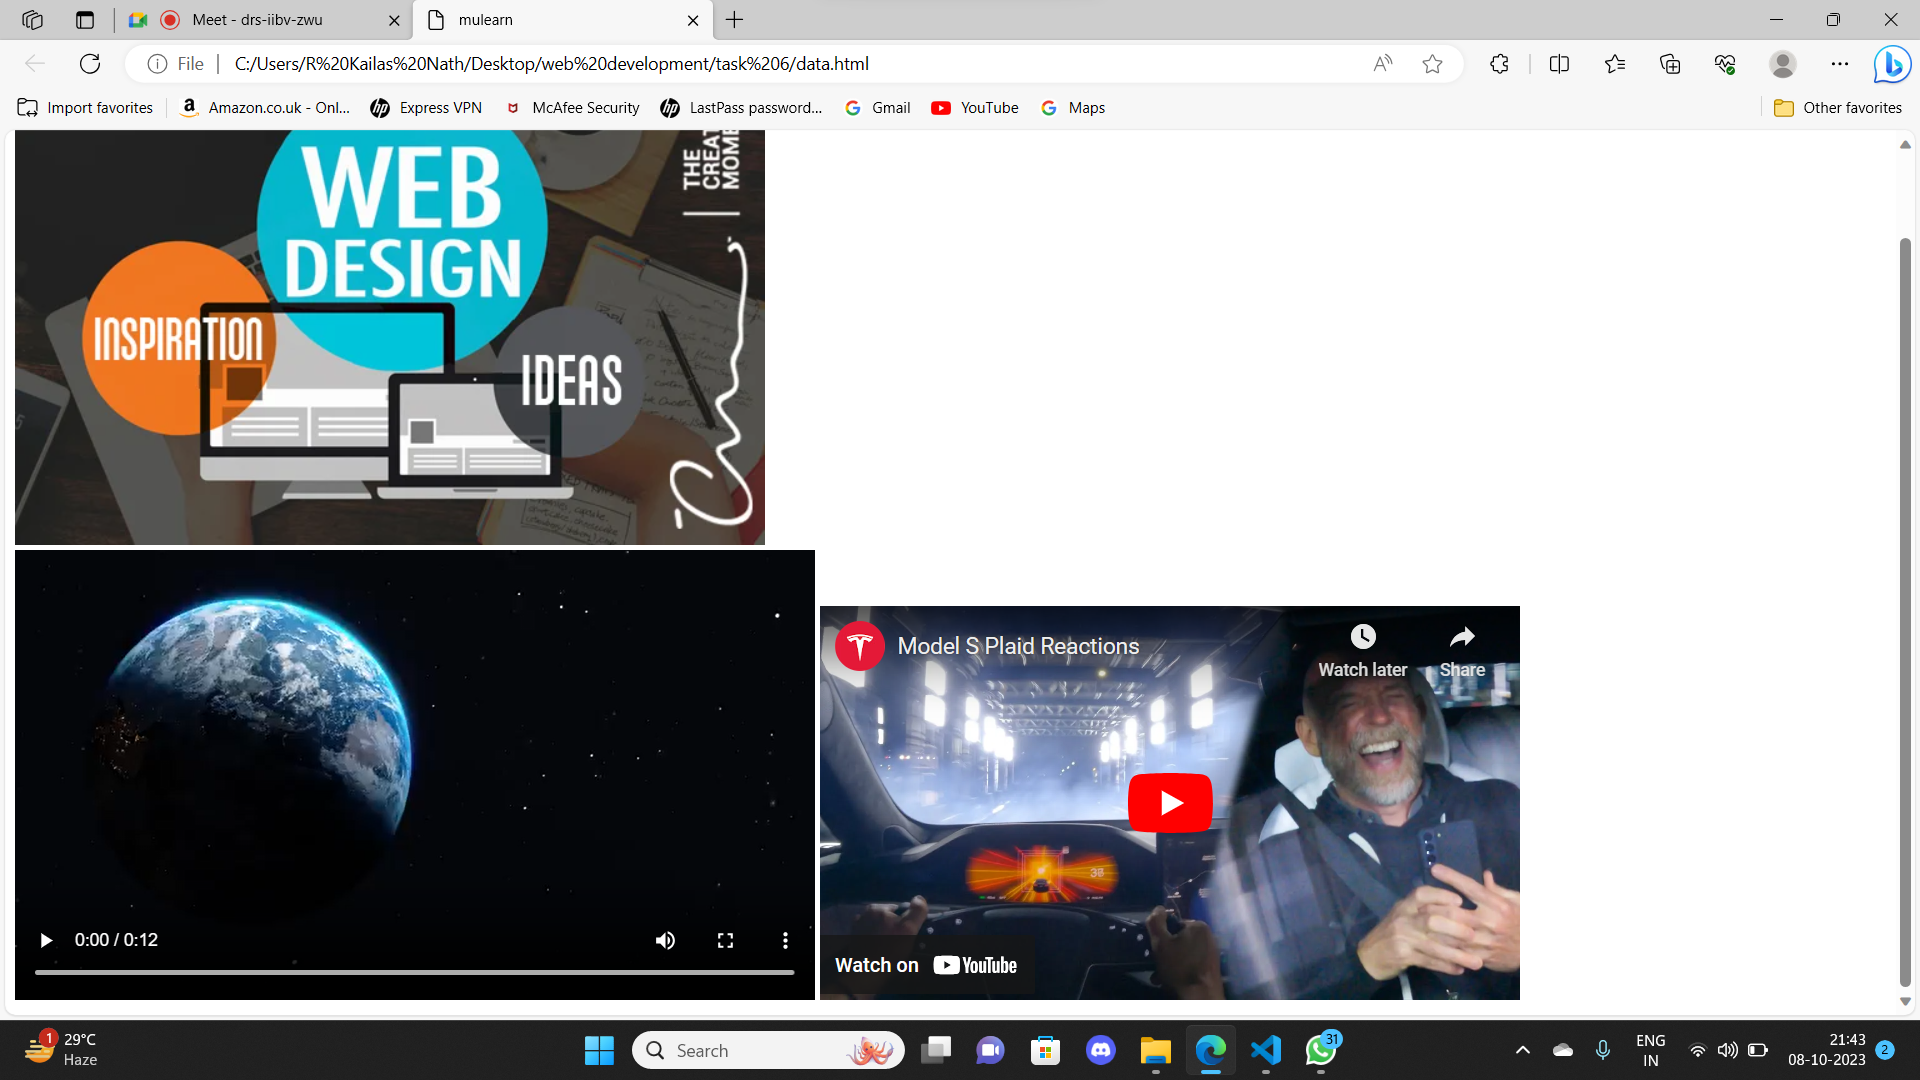 Meet - drs-iibv-zwu
mulearn
File
C:/Users/R%20Kailas%20Nath/Desktop/web%20development/task%206/data.html
Import favorites
Amazon.co.uk - Onl...
Express VPN
McAfee Security
LastPass password...
Gmail
YouTube
Maps
Other favorites
WEB
DESIGN
INSPIRATION
IDEAS
THE
Model S Plaid Reactions
Watch later
Share
0:00 / 0:12
Watch on YouTube
1
29°C
Haze
Search
31
ENG
IN
21:43
08-10-2023
2